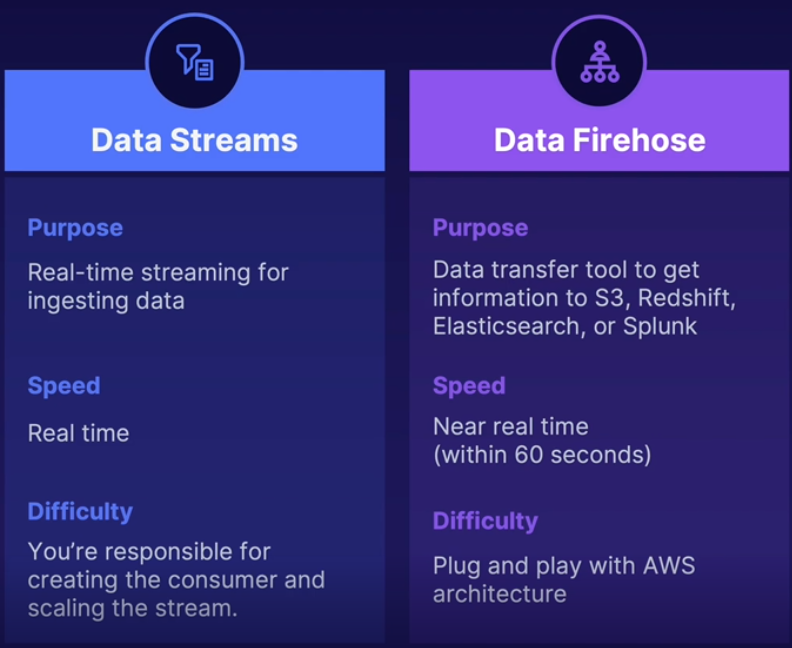 Data Streams
Purpose
Real-time streaming for
ingesting data
Speed
Real time
Difficulty
You’re responsible for
creating the consumer and
scaling the stream.
Data Firehose
Purpose
Data transfer tool to get
information to S3, Redshift,
Elasticsearch, or Splunk
Speed
Near real time
(within 60 seconds)
Difficulty
Plug and play with AWS
architecture